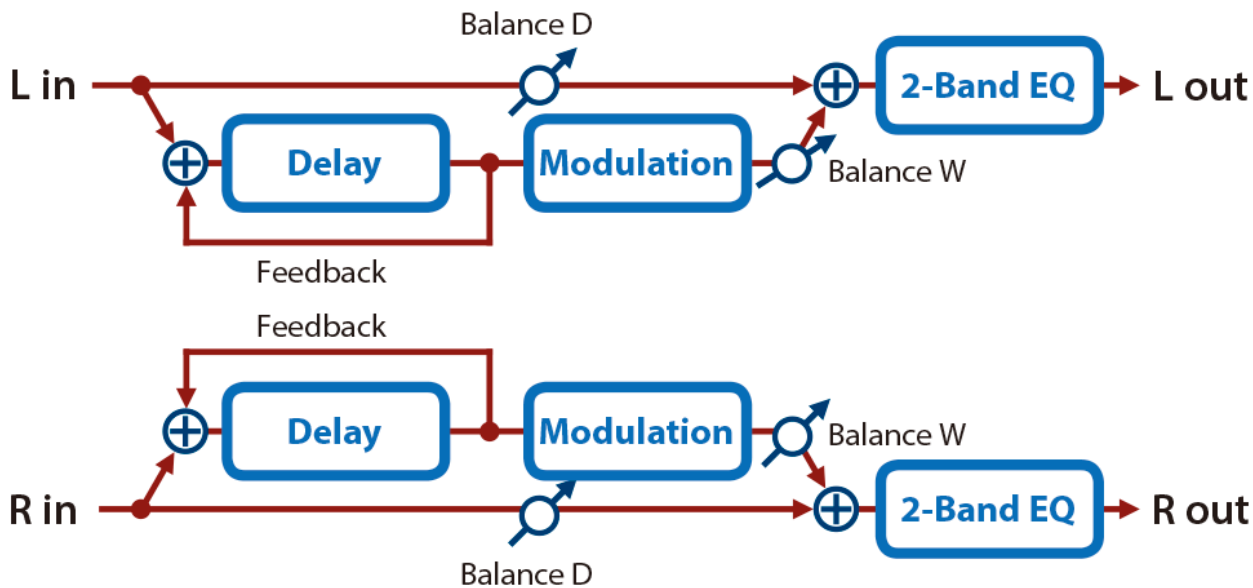 Balance D
L in
2-Band EQ
L out
Delay
Modulation
Balance W
Feedback
Feedback
Delay
Modulation
Balance W
R in
2-Band EQ
R out
Balance D